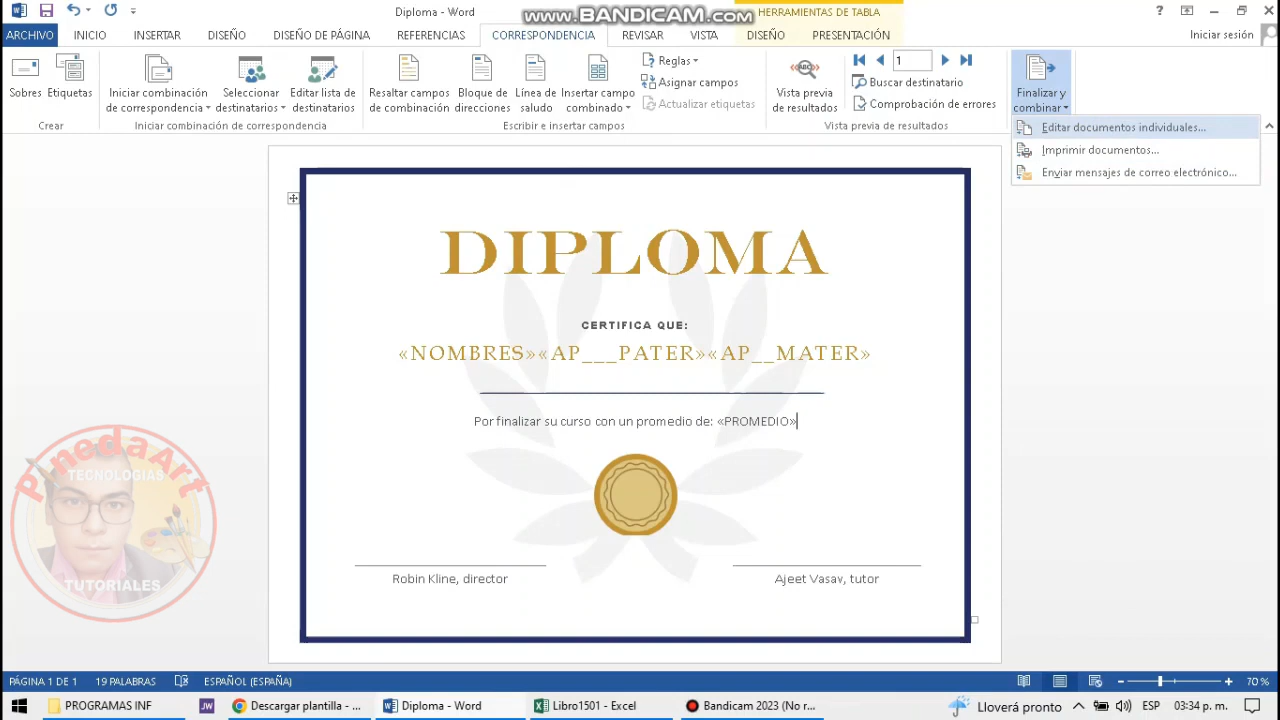 Diploma - Word
www.BANDICAM.com
HERRAMIENTAS DE TABLA
?
ARCHIVO INICIO INSERTAR DISEÑO DISEÑO DE PÁGINA REFERENCIAS CORRESPONDENCIA REVISAR VISTA DISEÑO PRESENTACIÓN Iniciar sesión
Sobres
Etiquetas
Crear
Iniciar combinación
de correspondencia
Seleccionar
destinatarios
Editar lista de
destinatarios
Iniciar combinación de correspondencia
Resaltar campos
de combinación
Bloque de
direcciones
Línea de
saludo
Insertar campo
combinado
Reglas
Asignar campos
Actualizar etiquetas
Escribir e insertar campos
ABC
Vista previa
de resultados
1
Buscar destinatario
Comprobación de errores
Vista previa de resultados
Finalizar y
combinar
Editar documentos individuales...
Imprimir documentos...
Enviar mensajes de correo electrónico...
DIPLOMA
CERTIFICA QUE:
«NOMBRES»«AP___PATER»«AP__MATER»
Por finalizar su curso con un promedio de: «PROMEDIO»
Robin Kline, director
Ajeet Vasav, tutor
PinedaArt
TECNOLOGIAS
TUTORIALES
PÁGINA 1 DE 1 19 PALABRAS ESPAÑOL (ESPAÑA) 70 %
PROGRAMAS INF JW Descargar plantilla - ... Diploma - Word Libro1501 - Excel Bandicam 2023 (No r... Lloverá pronto ESP 03:34 p. m.